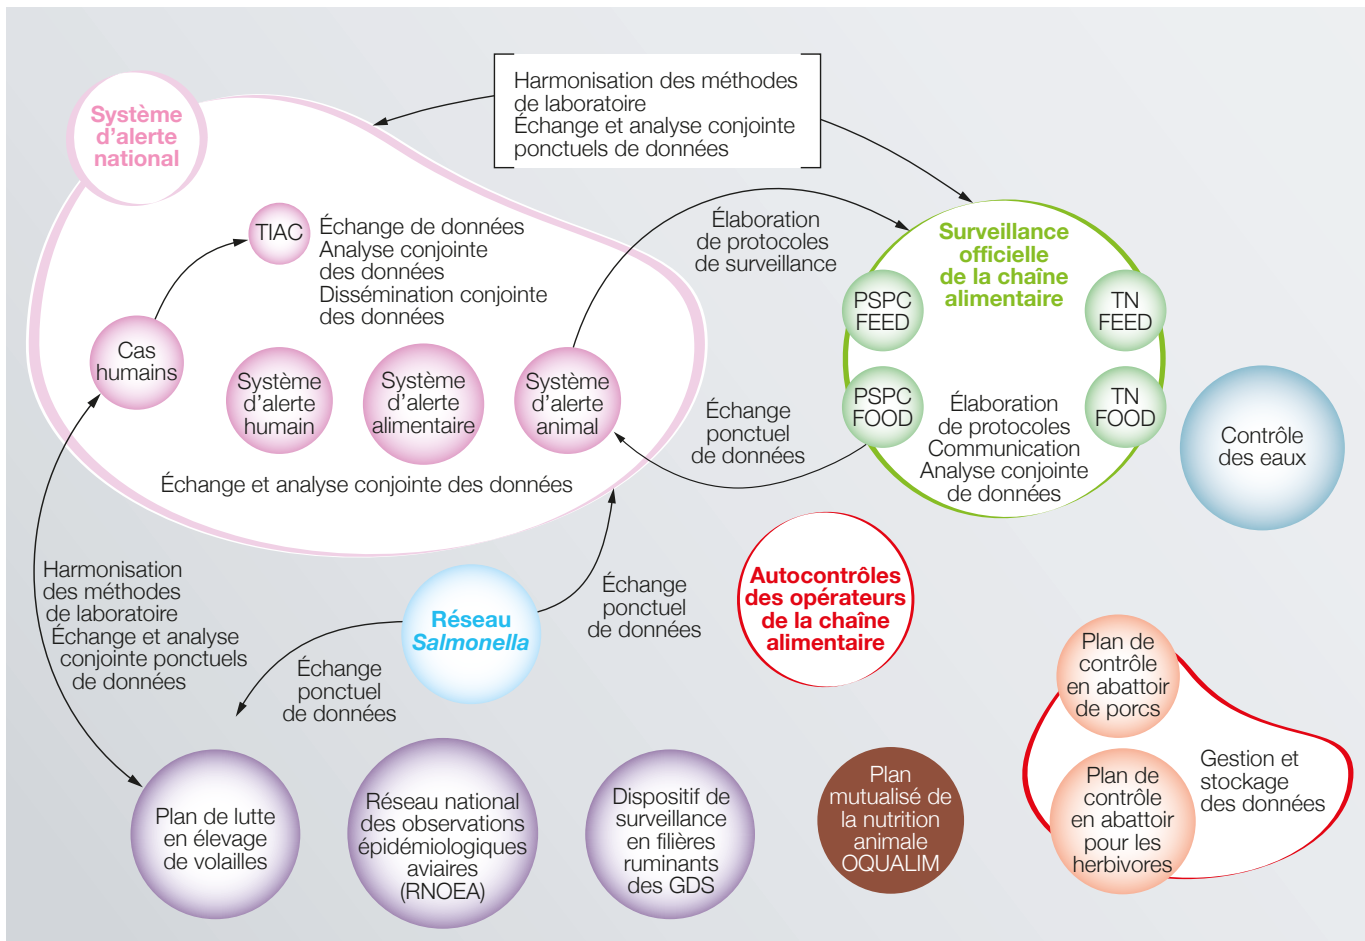 Harmonisation des méthodes
de laboratoire
Échange et analyse conjointe
ponctuels de données
Système
d'alerte
national
TIAC
Échange de données
Analyse conjointe
des données
Dissémination conjointe
des données
Élaboration
de protocoles
de surveillance
Surveillance
officielle
de la chaîne
alimentaire
PSPC
FEED
TN
FEED
Cas
humains
Système
d'alerte
humain
Système
d'alerte
alimentaire
Système
d'alerte
animal
Échange
ponctuel
de données
PSPC
FOOD
TN
FOOD
Élaboration
de protocoles
Communication
Analyse conjointe
de données
Contrôle
des eaux
Échange et analyse conjointe des données
Harmonisation
des méthodes
de laboratoire
Échange et analyse
conjointe ponctuels
de données
Réseau
Salmonella
Échange
ponctuel
de données
Échange
ponctuel
de données
Autocontrôles
des opérateurs
de la chaîne
alimentaire
Plan de
contrôle
en abattoir
de porcs
Plan de lutte
en élevage
de volailles
Réseau national
des observations
épidémiologiques
aviaires
(RNOEA)
Dispositif de
surveillance
en filières
ruminants
des GDS
Plan
mutualisé de
la nutrition
animale
OQUALIM
Plan de
contrôle
en abattoir
pour les
herbivores
Gestion et
stockage
des données